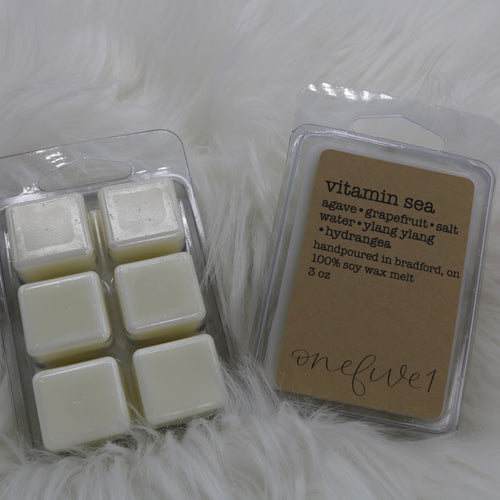 vitamin sea
agave • grapefruit • salt
water • ylang ylang
• hydrangea
handpoured in bradford, on
100% soy wax melt
3 oz
onefive1